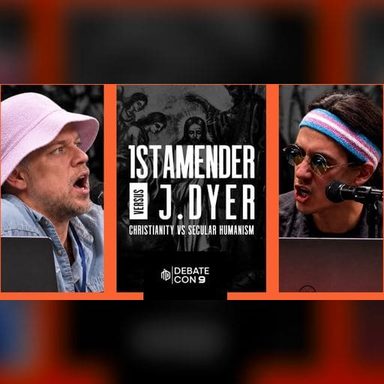 1STAMENDER
VERSUS
J.DYER
CHRISTIANITY VS SECULAR HUMANISM
DEBATE
CON 9